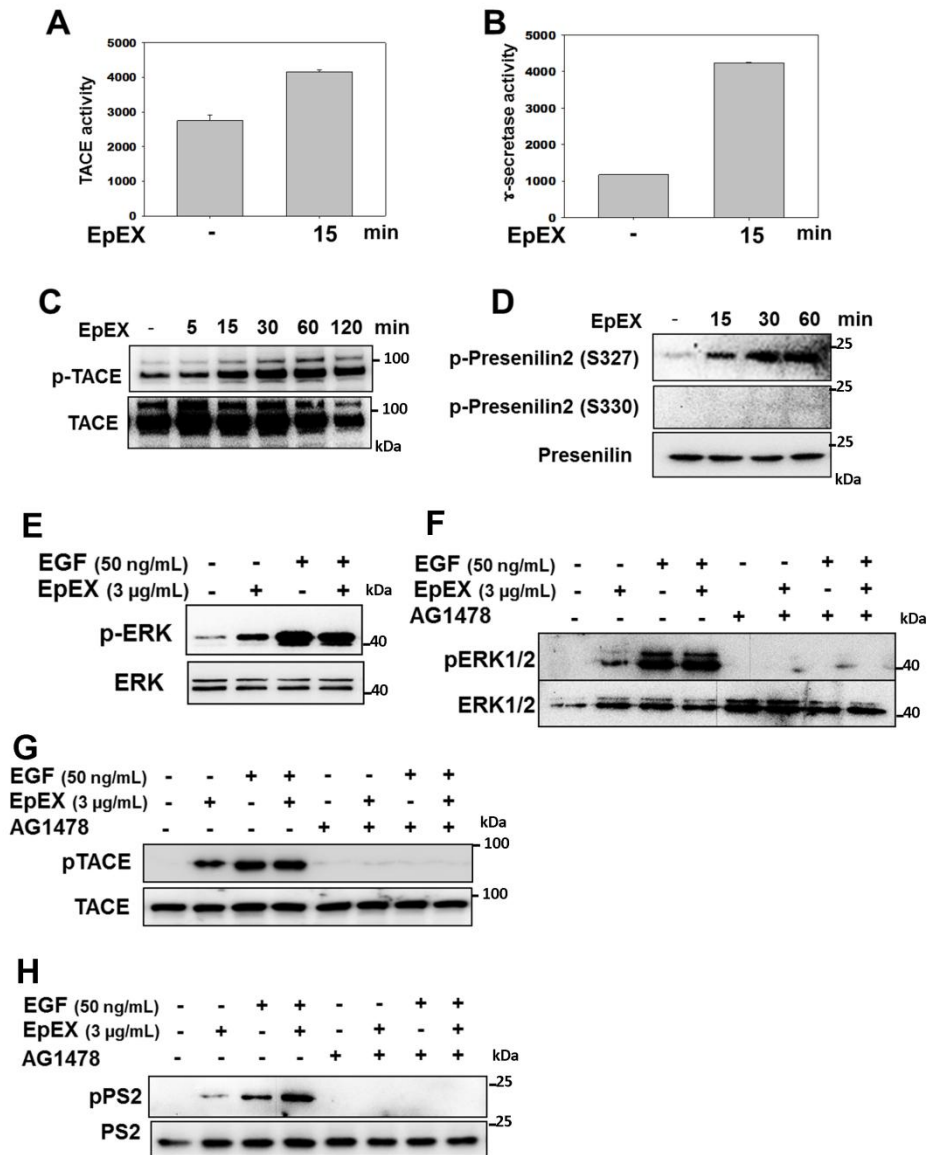 A
5000
4000
3000
2000
1000
0
TACE activity
EpEX - 15 min
B
5000
4000
3000
2000
1000
0
ɤ-secretase activity
EpEX - 15 min
C
EpEX - 5 15 30 60 120 min
p-TACE
100
TACE
100
kDa
D
EpEX - 15 30 60 min
p-Presenilin2 (S327)
25
p-Presenilin2 (S330)
25
Presenilin
25
kDa
E
EGF (50 ng/mL) - - + +
EpEX (3 µg/mL) - + - + kDa
p-ERK
40
ERK
40
F
EGF (50 ng/mL) - - + + - - + +
EpEX (3 µg/mL) - + - + - + - +
AG1478 - - - - + + + + kDa
pERK1/2
40
ERK1/2
40
G
EGF (50 ng/mL) - - + + - - + +
EpEX (3 µg/mL) - + - + - + - +
AG1478 - - - - + + + + kDa
pTACE
100
TACE
100
H
EGF (50 ng/mL) - - + + - - + +
EpEX (3 µg/mL) - + - + - + - +
AG1478 - - - - + + + + kDa
pPS2
25
PS2
25